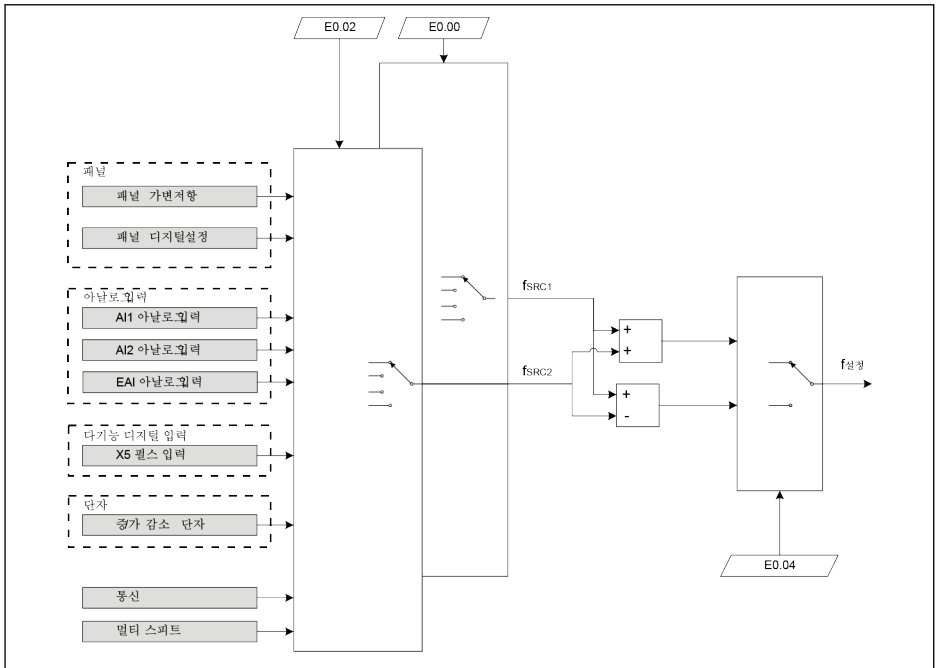 E0.02
E0.00
패널
패널 가변저항
패널 디지털설정
아날로그입력
AI1 아날로그입력
AI2 아날로그입력
EAI 아날로그입력
다기능 디지털 입력
X5 펄스 입력
단자
증가 감소 단자
통신
멀티 스피트
fSRC1
fSRC2
+
+
+
-
f설정
E0.04